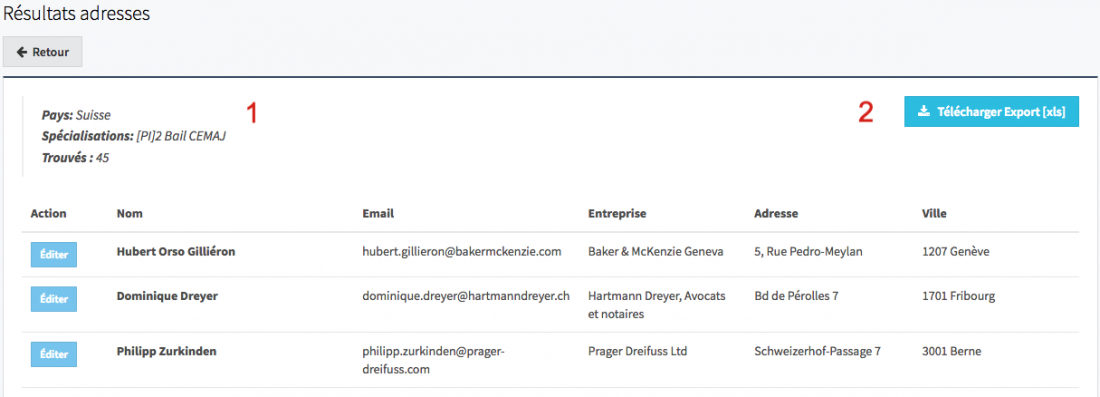 Résultats adresses
Retour
Pays: Suisse
Spécialisations: [PI]2 Bail CEMAJ
Trouvés : 45
1
2
Télécharger Export [xls]
Action Nom Email Entreprise Adresse Ville
Éditer Hubert Orso Gilliéron hubert.gillieron@bakermckenzie.com Baker & McKenzie Geneva 5, Rue Pedro-Meylan 1207 Genève
Éditer Dominique Dreyer dominique.dreyer@hartmanndreyer.ch Hartmann Dreyer, Avocats Bd de Pérolles 7 1701 Fribourg
et notaires
Éditer Philipp Zurkinden philipp.zurkinden@prager- Prager Dreifuss Ltd Schweizerhof-Passage 7 3001 Berne
dreifuss.com